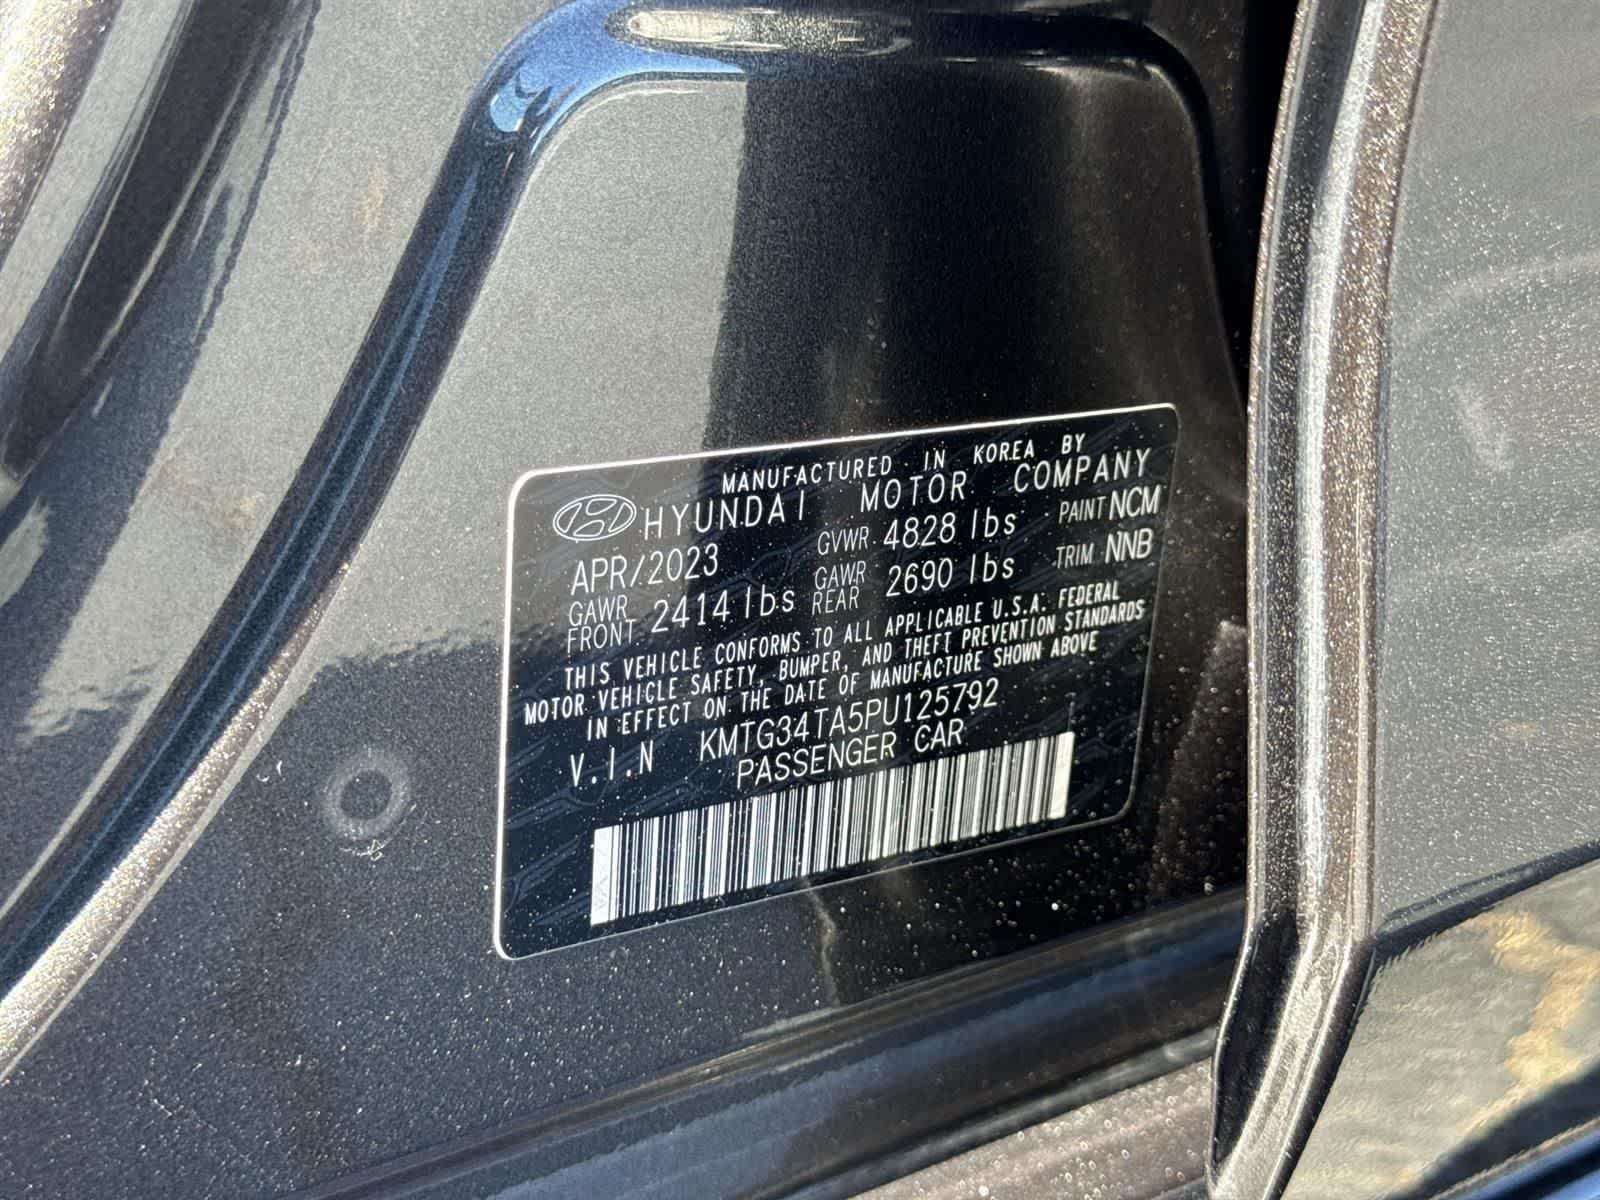 MANUFACTURED IN KOREA BY
HYUNDAI MOTOR COMPANY
APR/2023 GVWR 4828 lbs PAINT NCM
GAWR FRONT 2414 lbs GAWR REAR 2690 lbs TRIM NNB
THIS VEHICLE CONFORMS TO ALL APPLICABLE U.S.A. FEDERAL
MOTOR VEHICLE SAFETY, BUMPER, AND THEFT PREVENTION STANDARDS
IN EFFECT ON THE DATE OF MANUFACTURE SHOWN ABOVE
V.I.N KMTG34TA5PU125792
PASSENGER CAR